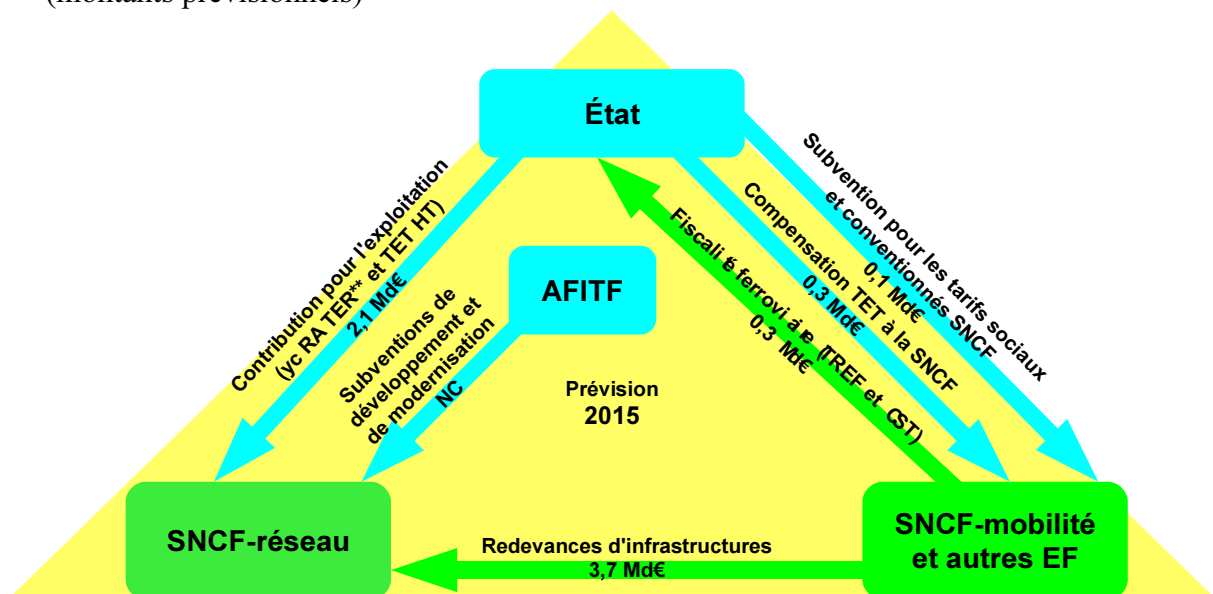 (montants prévisionnels)
État
Contribution pour l'exploitation
(yc RA TER** et TET HT)
2,1 Md€
Subvention pour les tarifs sociaux
et conventionnés SNCF
0,1 Md€
Compensation TET à la SNCF
0,3 Md€
Fiscalité ferroviaire (TREF et CST)
0,3 Md€
AFITF
Subventions de
développement et
de modernisation
NC
Prévision
2015
SNCF-réseau
Redevances d'infrastructures
3,7 Md€
SNCF-mobilité
et autres EF